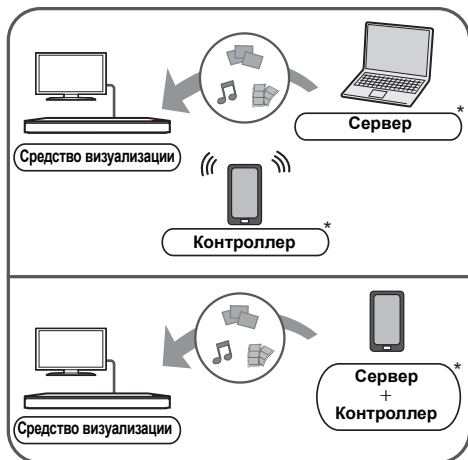 *
Сервер
Средство визуализации
*
Контроллер
*
Сервер
+
Контроллер
Средство визуализации